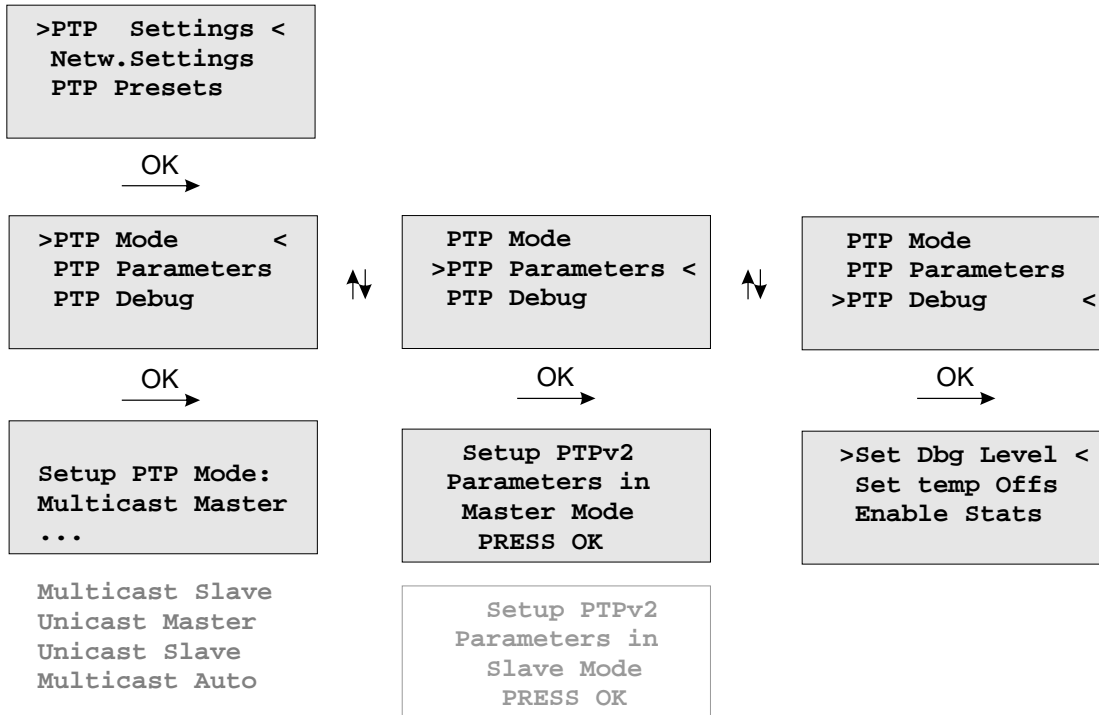 >PTP  Settings <
Netw.Settings
PTP Presets
OK
>PTP Mode <
PTP Parameters
PTP Debug
PTP Mode
>PTP Parameters <
PTP Debug
PTP Mode
PTP Parameters
>PTP Debug <
OK
OK
OK
Setup PTP Mode:
Multicast Master
...
Multicast Slave
Unicast Master
Unicast Slave
Multicast Auto
Setup PTPv2
Parameters in
Master Mode
PRESS OK
Setup PTPv2
Parameters in
Slave Mode
PRESS OK
>Set Dbg Level <
Set temp Offs
Enable Stats